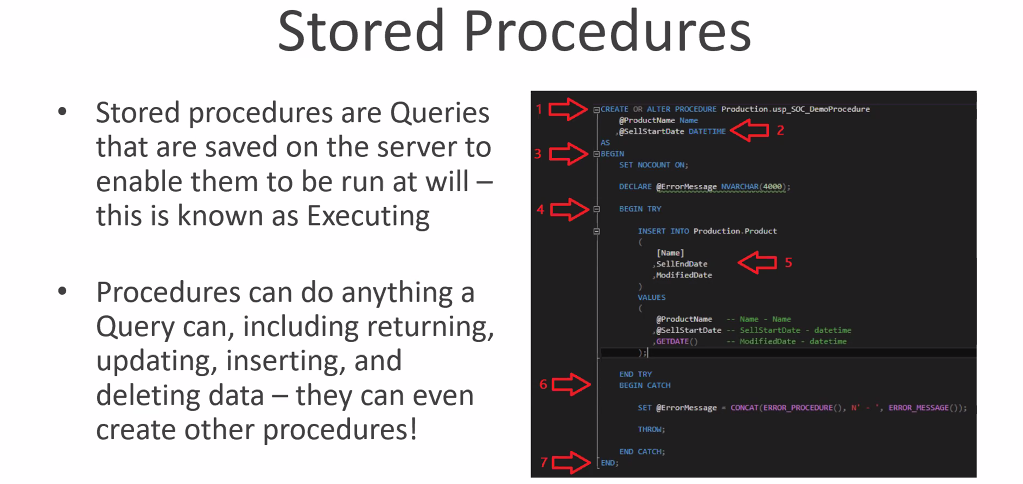 Stored Procedures
• Stored procedures are Queries
that are saved on the server to
enable them to be run at will –
this is known as Executing
• Procedures can do anything a
Query can, including returning,
updating, inserting, and
deleting data – they can even
create other procedures!
1 CREATE OR ALTER PROCEDURE Production.usp_SOC_DemoProcedure
@ProductName Name
,@SellStartDate DATETIME 2
AS
3 BEGIN
SET NOCOUNT ON;
DECLARE @ErrorMessage NVARCHAR(4000);
4 BEGIN TRY
INSERT INTO Production.Product
(
[Name]
,SellEndDate 5
,ModifiedDate
)
VALUES
(
@ProductName -- Name - Name
,@SellStartDate -- SellStartDate - datetime
,GETDATE() -- ModifiedDate - datetime
);
END TRY
6 BEGIN CATCH
SET @ErrorMessage = CONCAT(ERROR_PROCEDURE(), N' - ', ERROR_MESSAGE());
THROW;
END CATCH;
7 END;